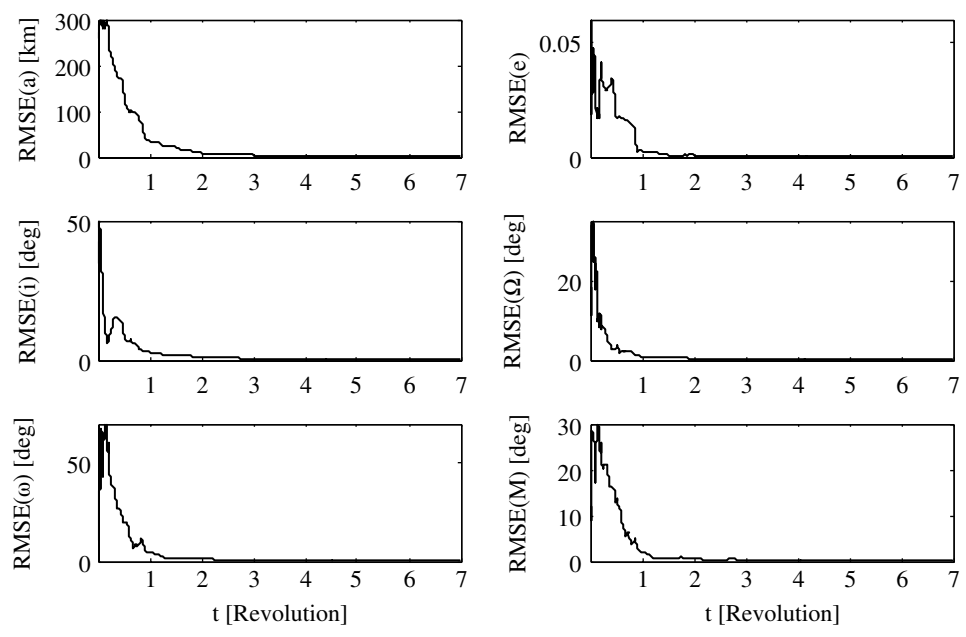 RMSE(a) [km]
300
200
100
0
1 2 3 4 5 6 7
RMSE(e)
0.05
0
1 2 3 4 5 6 7
RMSE(i) [deg]
50
0
1 2 3 4 5 6 7
RMSE(Ω) [deg]
20
0
1 2 3 4 5 6 7
RMSE(ω) [deg]
50
0
1 2 3 4 5 6 7
t [Revolution]
RMSE(M) [deg]
30
20
10
0
1 2 3 4 5 6 7
t [Revolution]